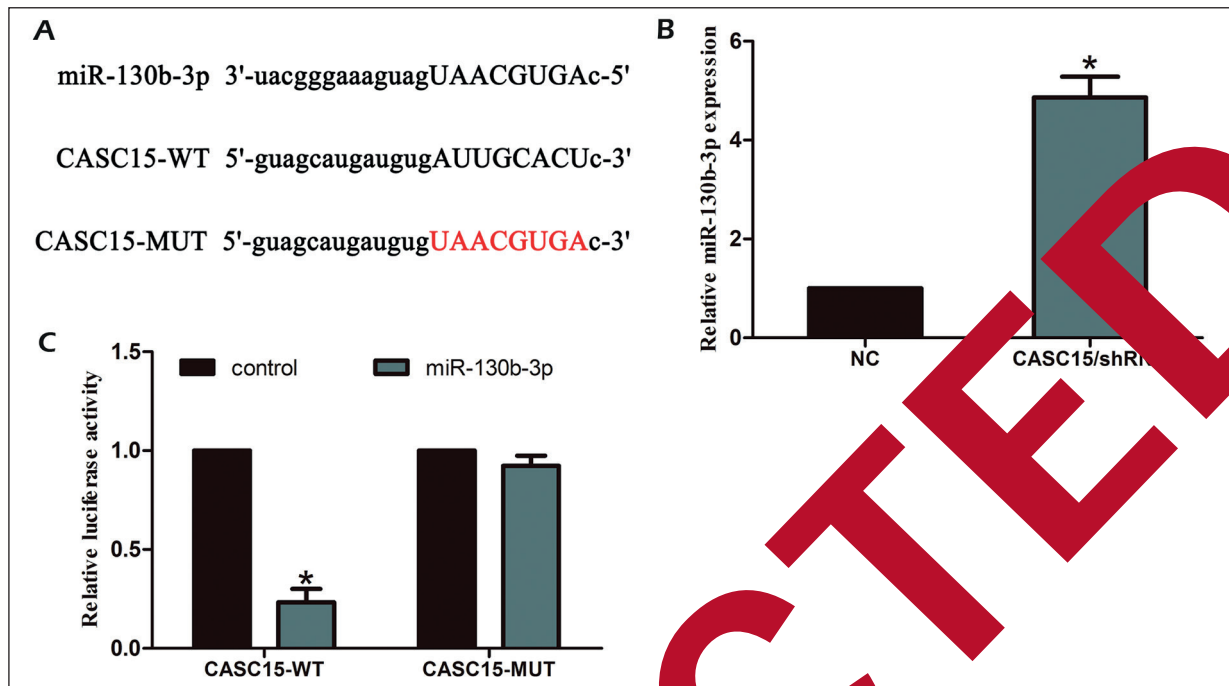 A
miR-130b-3p 3'-uacgggaaaguagUAACGUGAc-5'
CASC15-WT 5'-guagcaugaugugAUUGCACUc-3'
CASC15-MUT 5'-guagcaugaugugUAACGUGAc-3'
B
Relative miR-130b-3p expression
6
4
2
0
*
NC
CASC15/shR
C
Relative luciferase activity
1.5
1.0
0.5
0.0
control
miR-130b-3p
*
CASC15-WT
CASC15-MUT
CTED